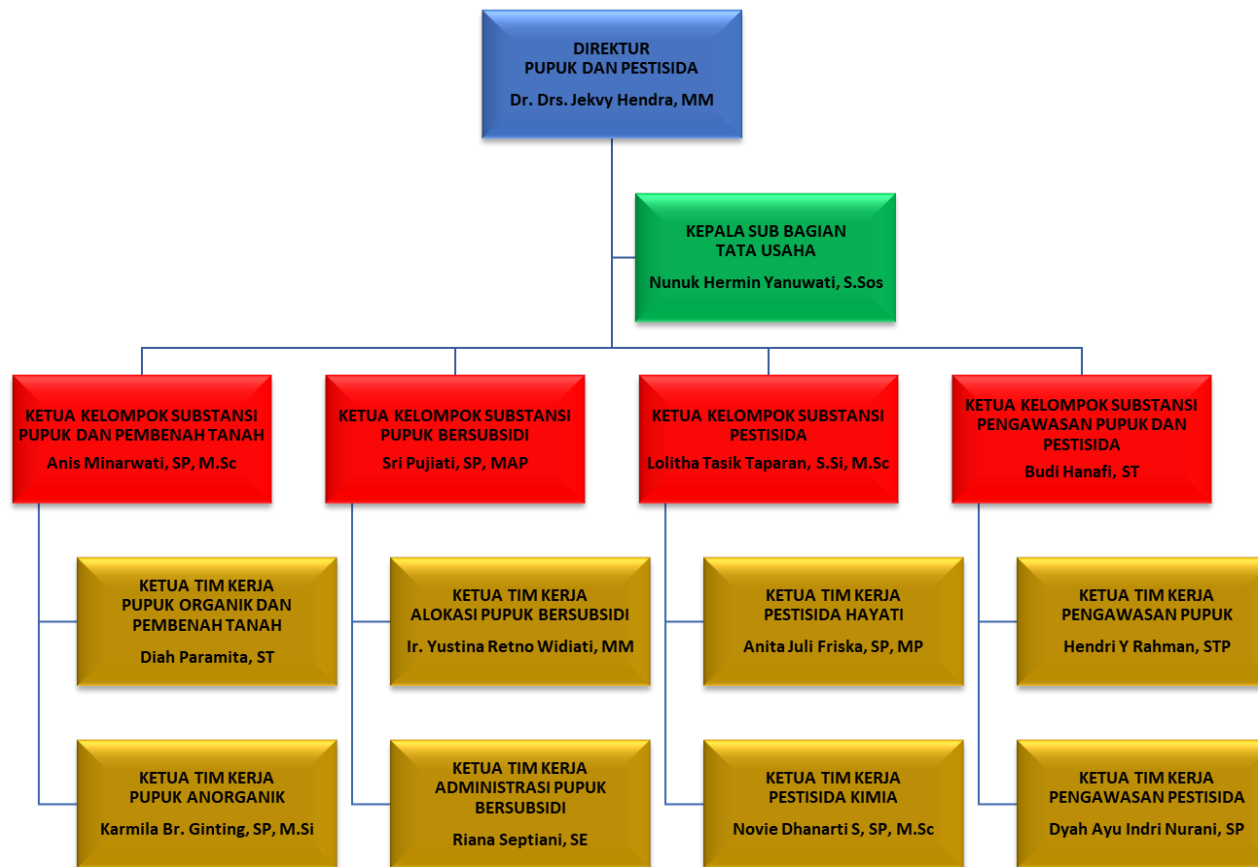 DIREKTUR
PUPUK DAN PESTISIDA
Dr. Drs. Jekvy Hendra, MM
KEPALA SUB BAGIAN
TATA USAHA
Nunuk Hermin Yanuwati, S.Sos
KETUA KELOMPOK SUBSTANSI
PUPUK DAN PEMBENAH TANAH
Anis Minarwati, SP, M.Sc
KETUA KELOMPOK SUBSTANSI
PUPUK BERSUBSIDI
Sri Pujiati, SP, MAP
KETUA KELOMPOK SUBSTANSI
PESTISIDA
Lolitha Tasik Taparan, S.Si, M.Sc
KETUA KELOMPOK SUBSTANSI
PENGAWASAN PUPUK DAN
PESTISIDA
Budi Hanafi, ST
KETUA TIM KERJA
PUPUK ORGANIK DAN
PEMBENAH TANAH
Diah Paramita, ST
KETUA TIM KERJA
ALOKASI PUPUK BERSUBSIDI
Ir. Yustina Retno Widiati, MM
KETUA TIM KERJA
PESTISIDA HAYATI
Anita Juli Friska, SP, MP
KETUA TIM KERJA
PENGAWASAN PUPUK
Hendri Y Rahman, STP
KETUA TIM KERJA
PUPUK ANORGANIK
Karmila Br. Ginting, SP, M.Si
KETUA TIM KERJA
ADMINISTRASI PUPUK
BERSUBSIDI
Riana Septiani, SE
KETUA TIM KERJA
PESTISIDA KIMIA
Novie Dhanarti S, SP, M.Sc
KETUA TIM KERJA
PENGAWASAN PESTISIDA
Dyah Ayu Indri Nurani, SP